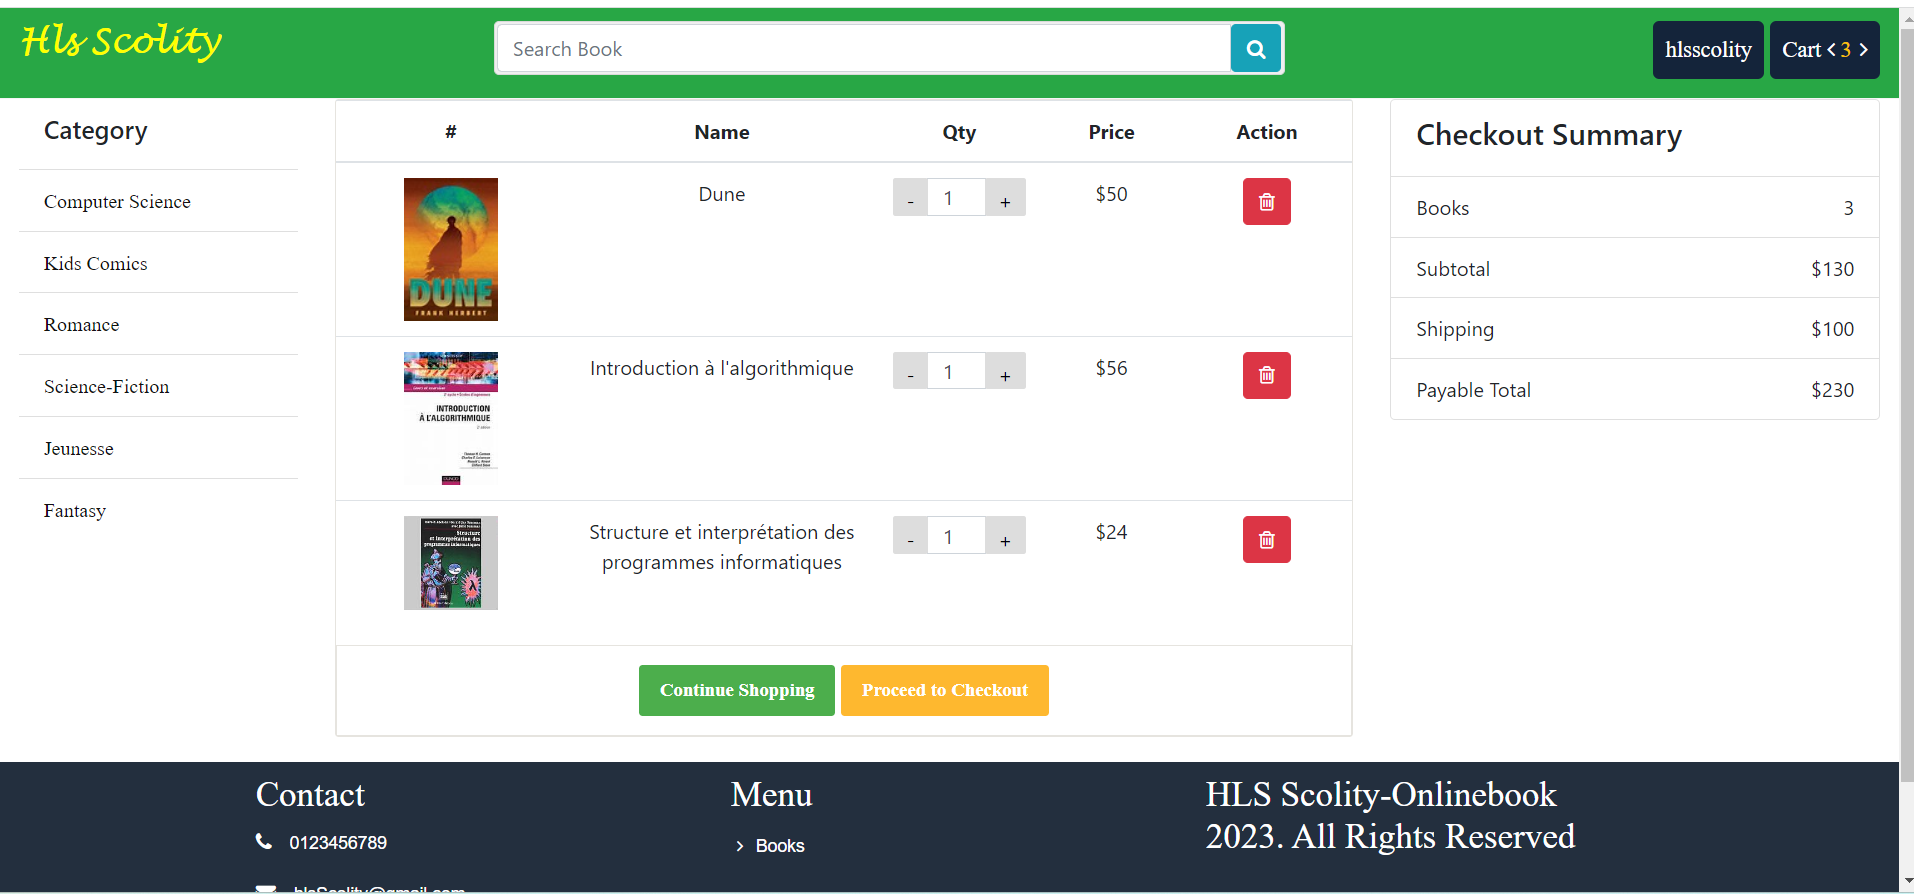 Hls Scolity
Search Book
hlsscolity
Cart < 3 >
Category
Computer Science
Kids Comics
Romance
Science-Fiction
Jeunesse
Fantasy
# Name Qty Price Action
DUNE
FRANK HERBERT
Dune
- 1 +
$50
INTRODUCTION
À L'ALGORITHMIQUE
Introduction à l'algorithmique
- 1 +
$56
Structure
et interprétation des
programmes informatiques
Structure et interprétation des
programmes informatiques
- 1 +
$24
Continue Shopping
Proceed to Checkout
Checkout Summary
Books 3
Subtotal $130
Shipping $100
Payable Total $230
Contact
0123456789
hlsScolity@gmail.com
Menu
> Books
HLS Scolity-Onlinebook
2023. All Rights Reserved